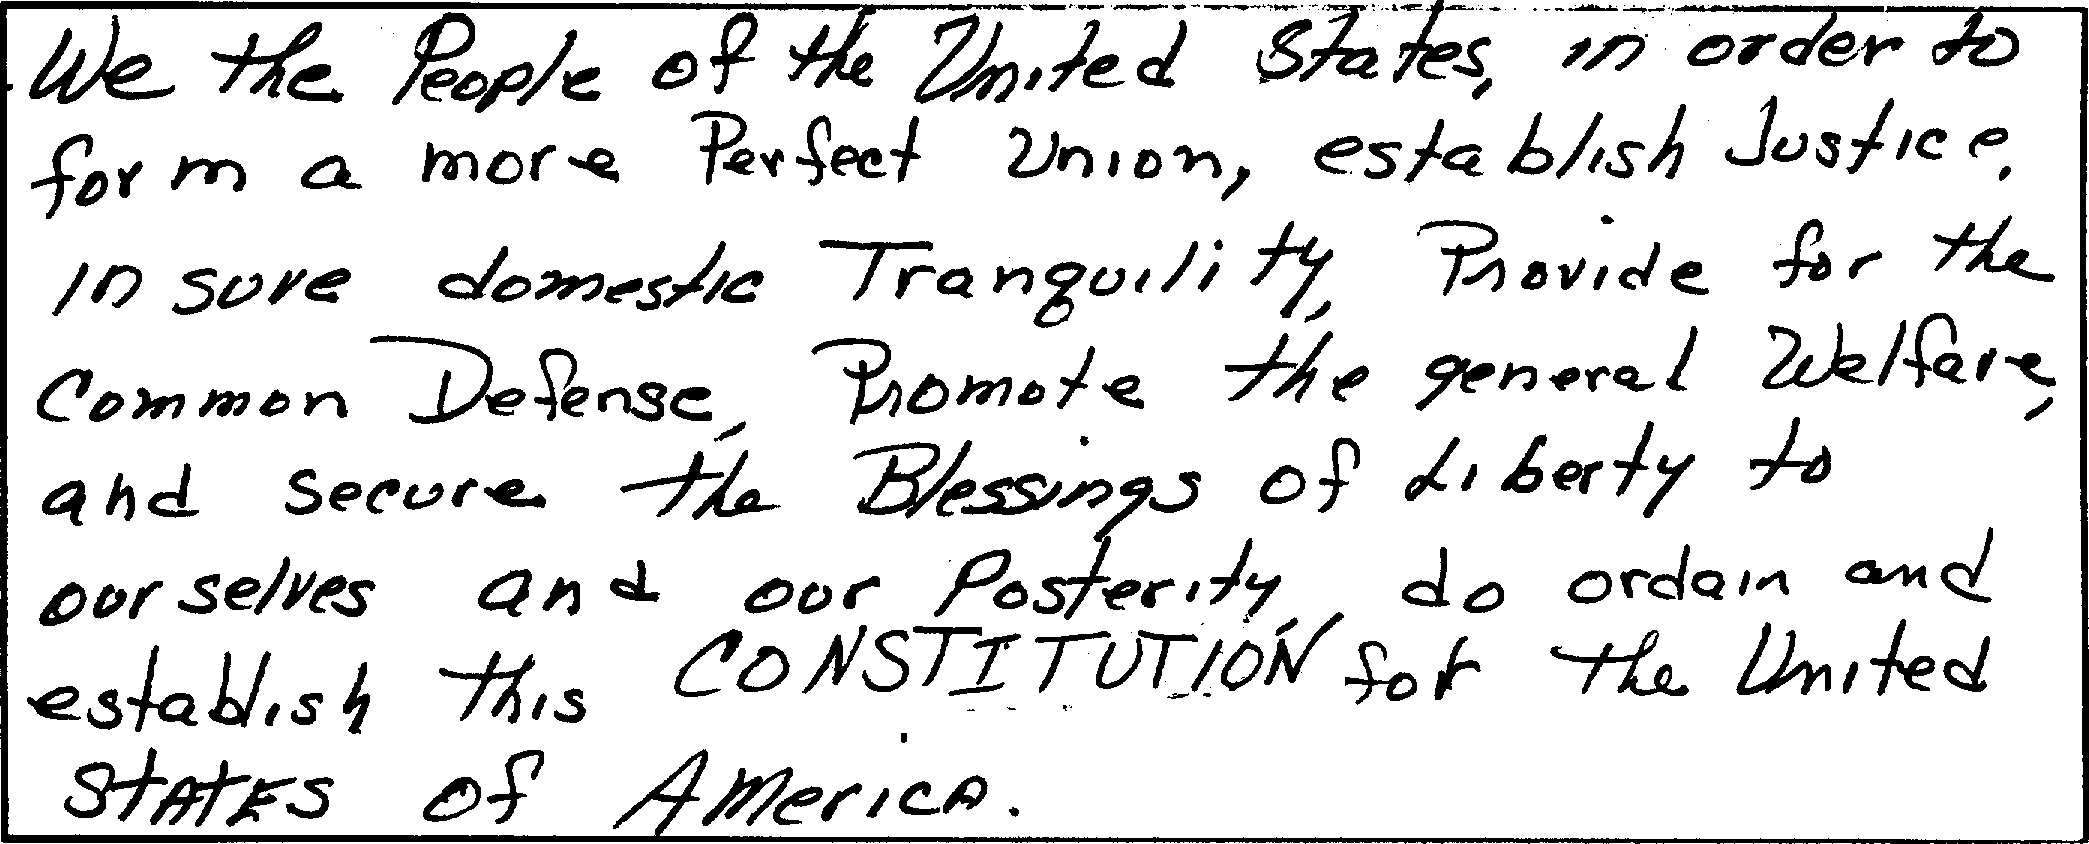 We the People of the United States, in order to
form a more Perfect Union, establish Justice,
insure domestic Tranquility, Provide for the
Common Defense, Promote the general Welfare,
and secure the Blessings of Liberty to
ourselves and our Posterity, do ordain and
establish this CONSTITUTION for the United
STATES of America.